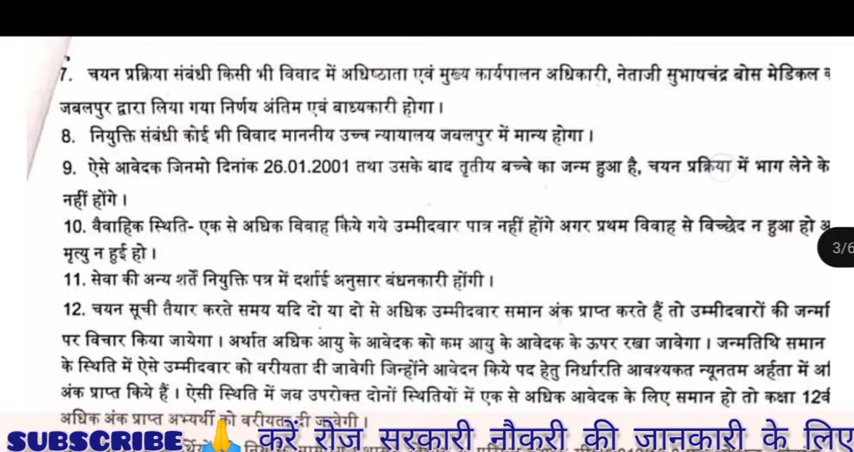 7. चयन प्रक्रिया संबंधी किसी भी विवाद में अधिष्ठाता एवं मुख्य कार्यपालन अधिकारी, नेताजी सुभाषचंद्र बोस मेडिकल
जबलपुर द्वारा लिया गया निर्णय अंतिम एवं बाध्यकारी होगा।
8. नियुक्ति संबंधी कोई भी विवाद माननीय उच्च न्यायालय जबलपुर में मान्य होगा।
9. ऐसे आवेदक जिनमो दिनांक 26.01.2001 तथा उसके बाद तृतीय बच्चे का जन्म हुआ है, चयन प्रक्रिया में भाग लेने के
नहीं होंगे।
10. वैवाहिक स्थिति- एक से अधिक विवाह किये गये उम्मीदवार पात्र नहीं होंगे अगर प्रथम विवाह से विच्छेद न हुआ हो
3/6
मृत्यु न हुई हो।
11. सेवा की अन्य शर्ते नियुक्ति पत्र में दर्शाई अनुसार बंधनकारी होंगी।
12. चयन सूची तैयार करते समय यदि दो या दो से अधिक उम्मीदवार समान अंक प्राप्त करते हैं तो उम्मीदवारों की
पर विचार किया जायेगा। अर्थात अधिक आयु के आवेदक को कम आयु के आवेदक के ऊपर रखा जावेगा। जन्मतिथि समान
के स्थिति में ऐसे उम्मीदवार को वरीयता दी जावेगी जिन्होंने आवेदन किये पद हेतु निर्धारति आवश्यकत न्यूनतम अर्हता में
अंक प्राप्त किये हैं। ऐसी स्थिति में जब उपरोक्त दोनों स्थितियों में एक से अधिक आवेदक के लिए समान हो तो कक्षा 12वी
अधिक अंक प्राप्त अभ्यर्थी को वरीयता दी जावेगी।
SUBSCRIBE 🙏 करें रोज सरकारी नौकरी की जानकारी के लिए